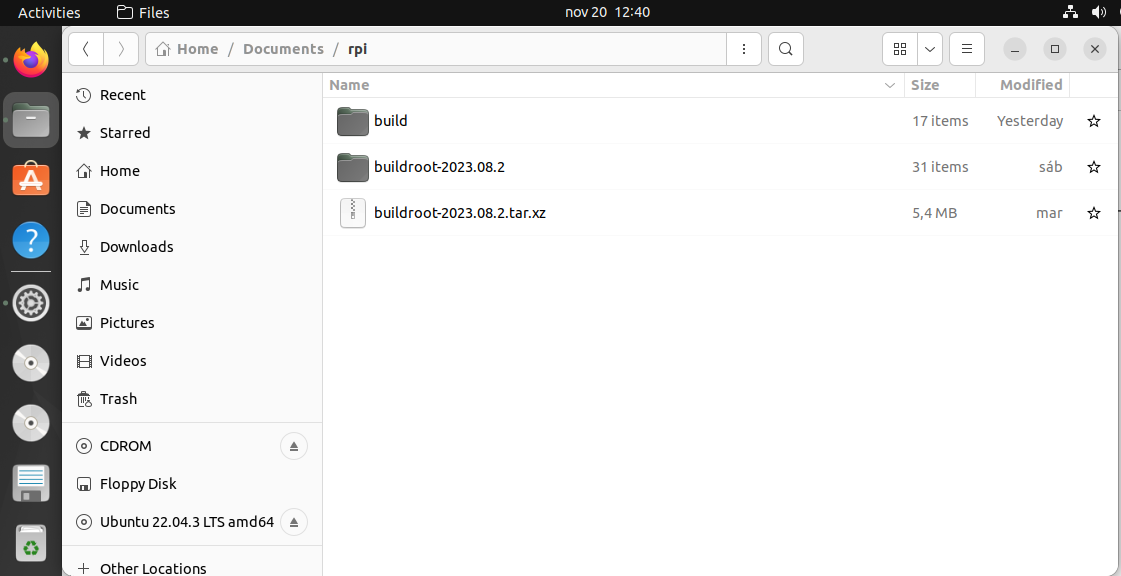 Activities Files nov 20 12:40
Home / Documents / rpi
Name Size Modified
Recent
Starred
Home
Documents
Downloads
Music
Pictures
Videos
Trash
CDROM
Floppy Disk
Ubuntu 22.04.3 LTS amd64
Other Locations
build 17 items Yesterday
buildroot-2023.08.2 31 items sáb
buildroot-2023.08.2.tar.xz 5,4 MB mar